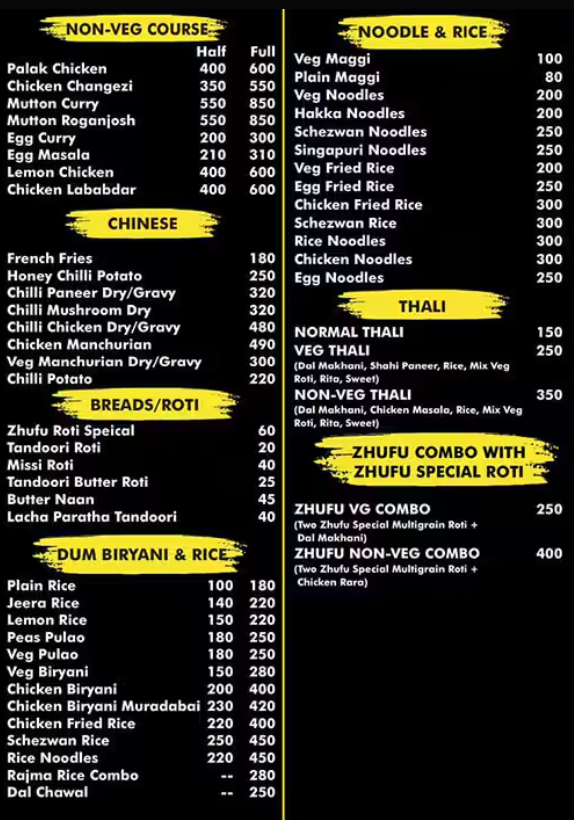 NON-VEG COURSE
Half Full
Palak Chicken 400 600
Chicken Changezi 350 550
Mutton Curry 550 850
Mutton Roganjosh 550 850
Egg Curry 200 300
Egg Masala 210 310
Lemon Chicken 400 600
Chicken Lababdar 400 600
CHINESE
French Fries 180
Honey Chilli Potato 250
Chilli Paneer Dry/Gravy 320
Chilli Mushroom Dry 320
Chilli Chicken Dry/Gravy 480
Chicken Manchurian 490
Veg Manchurian Dry/Gravy 300
Chilli Potato 220
BREADS/ROTI
Zhufu Roti Speical 60
Tandoori Roti 20
Missi Roti 40
Tandoori Butter Roti 25
Butter Naan 45
Lacha Paratha Tandoori 40
DUM BIRYANI & RICE
Plain Rice 100 180
Jeera Rice 140 220
Lemon Rice 150 220
Peas Pulao 180 250
Veg Pulao 180 250
Veg Biryani 150 280
Chicken Biryani 200 400
Chicken Biryani Muradabai 230 420
Chicken Fried Rice 220 400
Schezwan Rice 250 450
Rice Noodles 220 450
Rajma Rice Combo -- 280
Dal Chawal -- 250
NOODLE & RICE
Veg Maggi 100
Plain Maggi 80
Veg Noodles 200
Hakka Noodles 200
Schezwan Noodles 250
Singapuri Noodles 250
Veg Fried Rice 200
Egg Fried Rice 250
Chicken Fried Rice 300
Schezwan Rice 300
Rice Noodles 300
Chicken Noodles 300
Egg Noodles 250
THALI
NORMAL THALI 150
VEG THALI 250
(Dal Makhani, Shahi Paneer, Rice, Mix Veg
Roti, Rita, Sweet)
NON-VEG THALI 350
(Dal Makhani, Chicken Masala, Rice, Mix Veg
Roti, Rita, Sweet)
ZHUFU COMBO WITH
ZHUFU SPECIAL ROTI
ZHUFU VG COMBO 250
(Two Zhufu Special Multigrain Roti +
Dal Makhani)
ZHUFU NON-VEG COMBO 400
(Two Zhufu Special Multigrain Roti +
Chicken Rara)